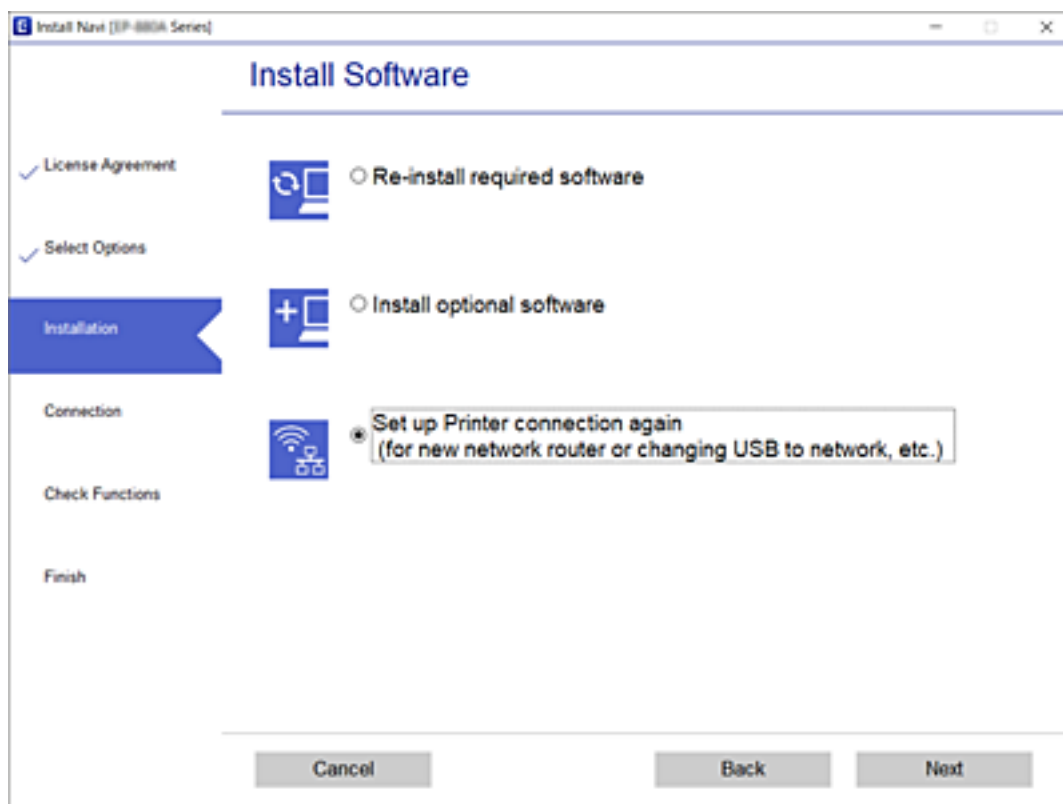 Install Navi [ Series]
Install Software
License Agreement
Select Options
Installation
Connection
Check Functions
Finish
Re-install required software
Install optional software
Set up Printer connection again
(for new network router or changing USB to network, etc.)
Cancel
Back
Next